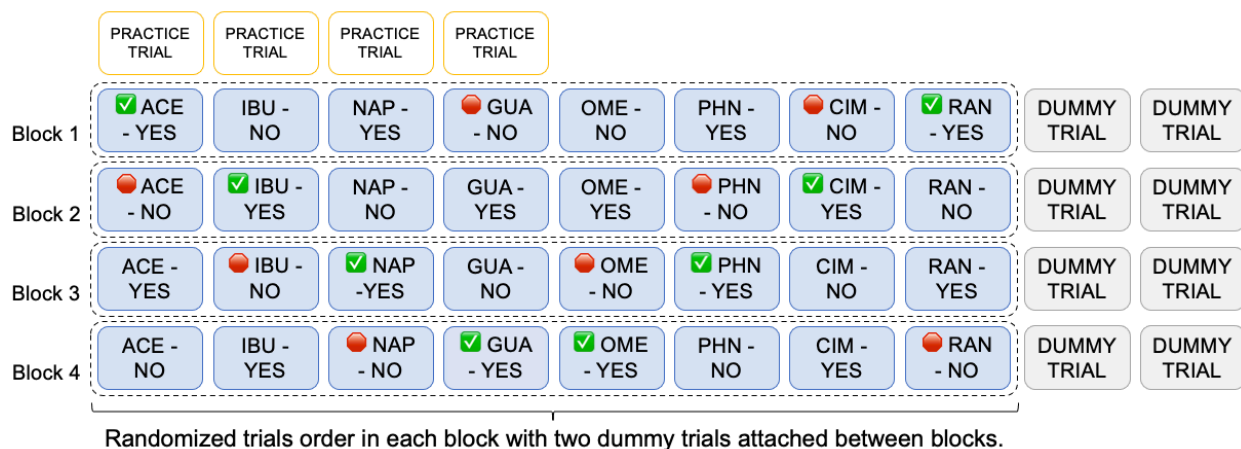 PRACTICE TRIAL PRACTICE TRIAL PRACTICE TRIAL PRACTICE TRIAL
Block 1
✅ ACE - YES
IBU - NO
NAP - YES
🛑 GUA - NO
OME - NO
PHN - YES
🛑 CIM - NO
✅ RAN - YES
DUMMY TRIAL
DUMMY TRIAL
Block 2
🛑 ACE - NO
✅ IBU - YES
NAP - NO
GUA - YES
OME - YES
🛑 PHN - NO
✅ CIM - YES
RAN - NO
DUMMY TRIAL
DUMMY TRIAL
Block 3
ACE - YES
🛑 IBU - NO
✅ NAP -YES
GUA - NO
🛑 OME - NO
✅ PHN - YES
CIM - NO
RAN - YES
DUMMY TRIAL
DUMMY TRIAL
Block 4
ACE - NO
IBU - YES
🛑 NAP - NO
✅ GUA - YES
✅ OME - YES
PHN - NO
CIM - YES
🛑 RAN - NO
DUMMY TRIAL
DUMMY TRIAL
Randomized trials order in each block with two dummy trials attached between blocks.